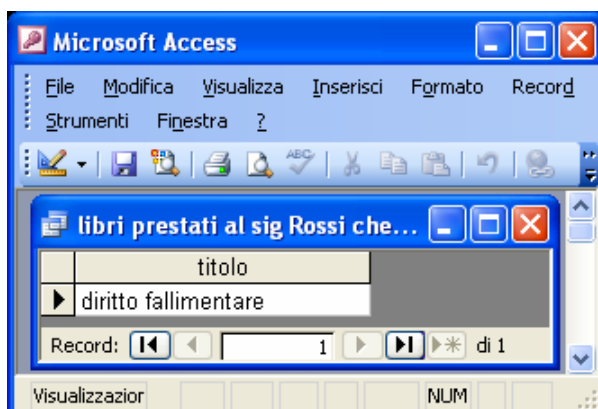 Microsoft Access
File Modifica Visualizza Inserisci Formato Record
Strumenti Finestra ?
ABC
libri prestati al sig Rossi che...
titolo
diritto fallimentare
Record: 1 di 1
Visualizzazior NUM